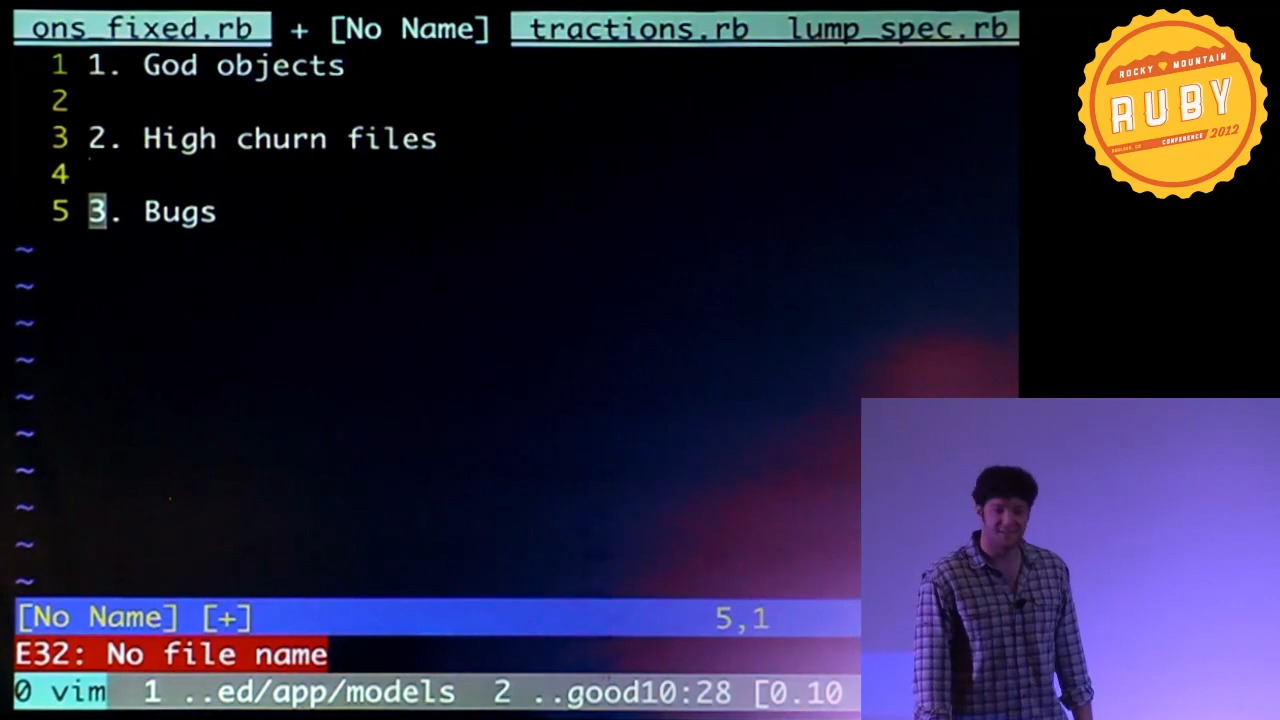 ons_fixed.rb + [No Name] tractions.rb lump_spec.rb
1 1. God objects
2
3 2. High churn files
4
5 3. Bugs
~
~
~
~
~
~
~
~
~
~
[No Name] [+] 5,1
E32: No file name
0 vim 1 ..ed/app/models 2 ..good10:28 [0.10
ROCKY MOUNTAIN
RUBY
CONFERENCE 2012
BOULDER, CO